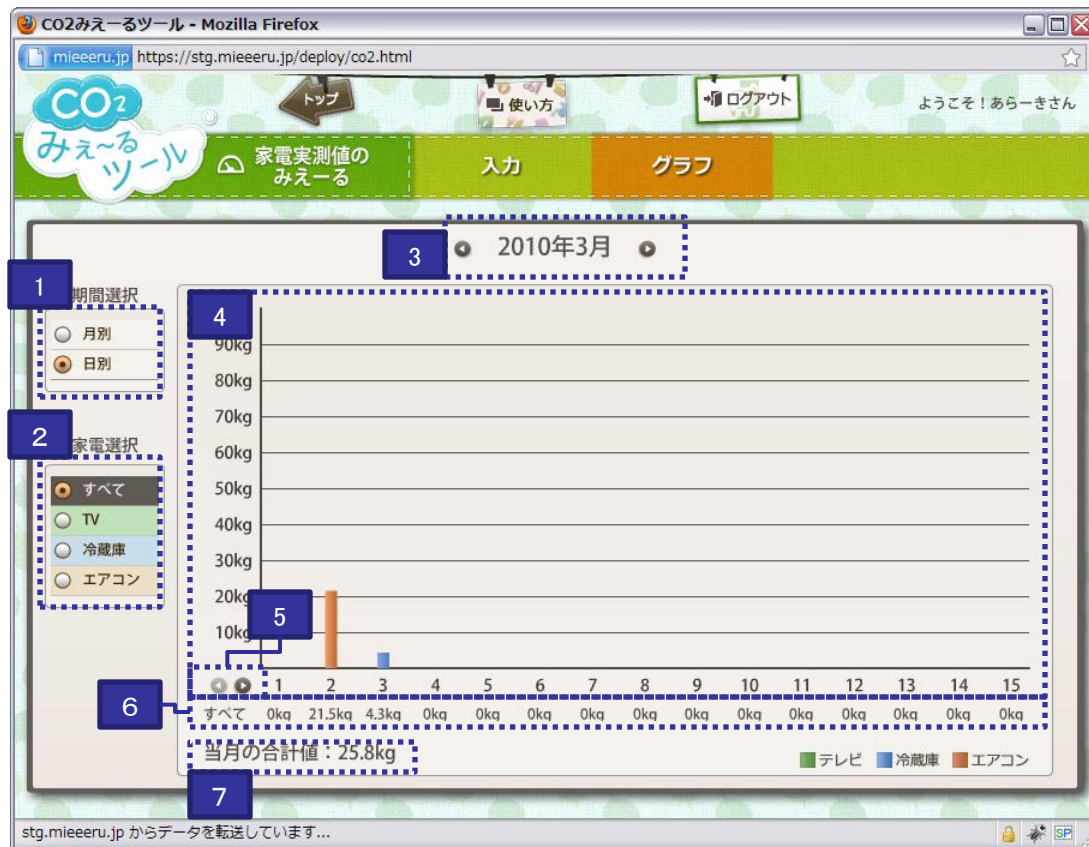 CO2みえーるツール - Mozilla Firefox
mieeeru.jp https://stg.mieeeru.jp/deploy/co2.html
CO2
みえ~る
ツール
トップ
使い方
ログアウト
ようこそ!あらーきさん
家電実測値の
みえーる
入力
グラフ
3
2010年3月
1
期間選択
月別
日別
2
家電選択
すべて
TV
冷蔵庫
エアコン
4
90kg
80kg
70kg
60kg
50kg
40kg
30kg
20kg
10kg
5
1 2 3 4 5 6 7 8 9 10 11 12 13 14 15
6
すべて 0kg 21.5kg 4.3kg 0kg 0kg 0kg 0kg 0kg 0kg 0kg 0kg 0kg 0kg 0kg 0kg
当月の合計値:25.8kg
テレビ 冷蔵庫 エアコン
7
stg.mieeeru.jp からデータを転送しています...
SP